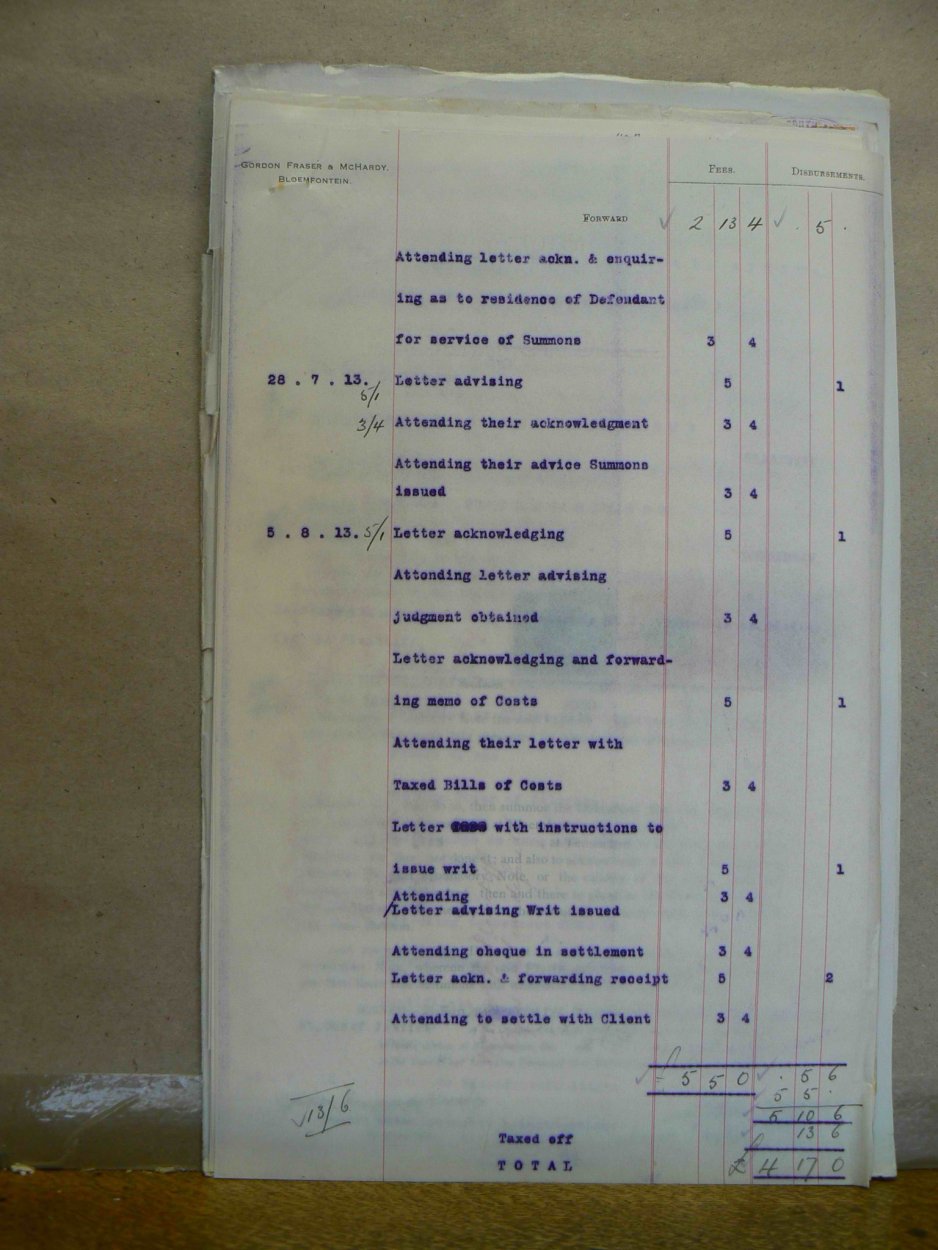 GORDON FRASER & MCHARDY.
BLOEMFONTEIN.
FEES. DISBURSEMENTS.
FORWARD √ 2 13 4 √ . 5 .
Attending letter ackn. & enquir-
ing as to residence of Defendant
for service of Summons 3 4
28 . 7 . 13. Letter advising 5 1
5/1
3/4 Attending their acknowledgment 3 4
Attending their advice Summons
issued 3 4
5 . 8 . 13. 5/1 Letter acknowledging 5 1
Attending letter advising
judgment obtained 3 4
Letter acknowledging and forward-
ing memo of Costs 5 1
Attending their letter with
Taxed Bills of Costs 3 4
Letter with instructions to
issue writ 5 1
Attending 3 4
/Letter advising Writ issued
Attending cheque in settlement 3 4
Letter ackn. & forwarding receipt 5 2
Attending to settle with Client 3 4
√ £ 5 5 0 √ . 5 6
5 5 .
√13/6 5 10 6
13 6
Taxed off
TOTAL £ 4 17 0